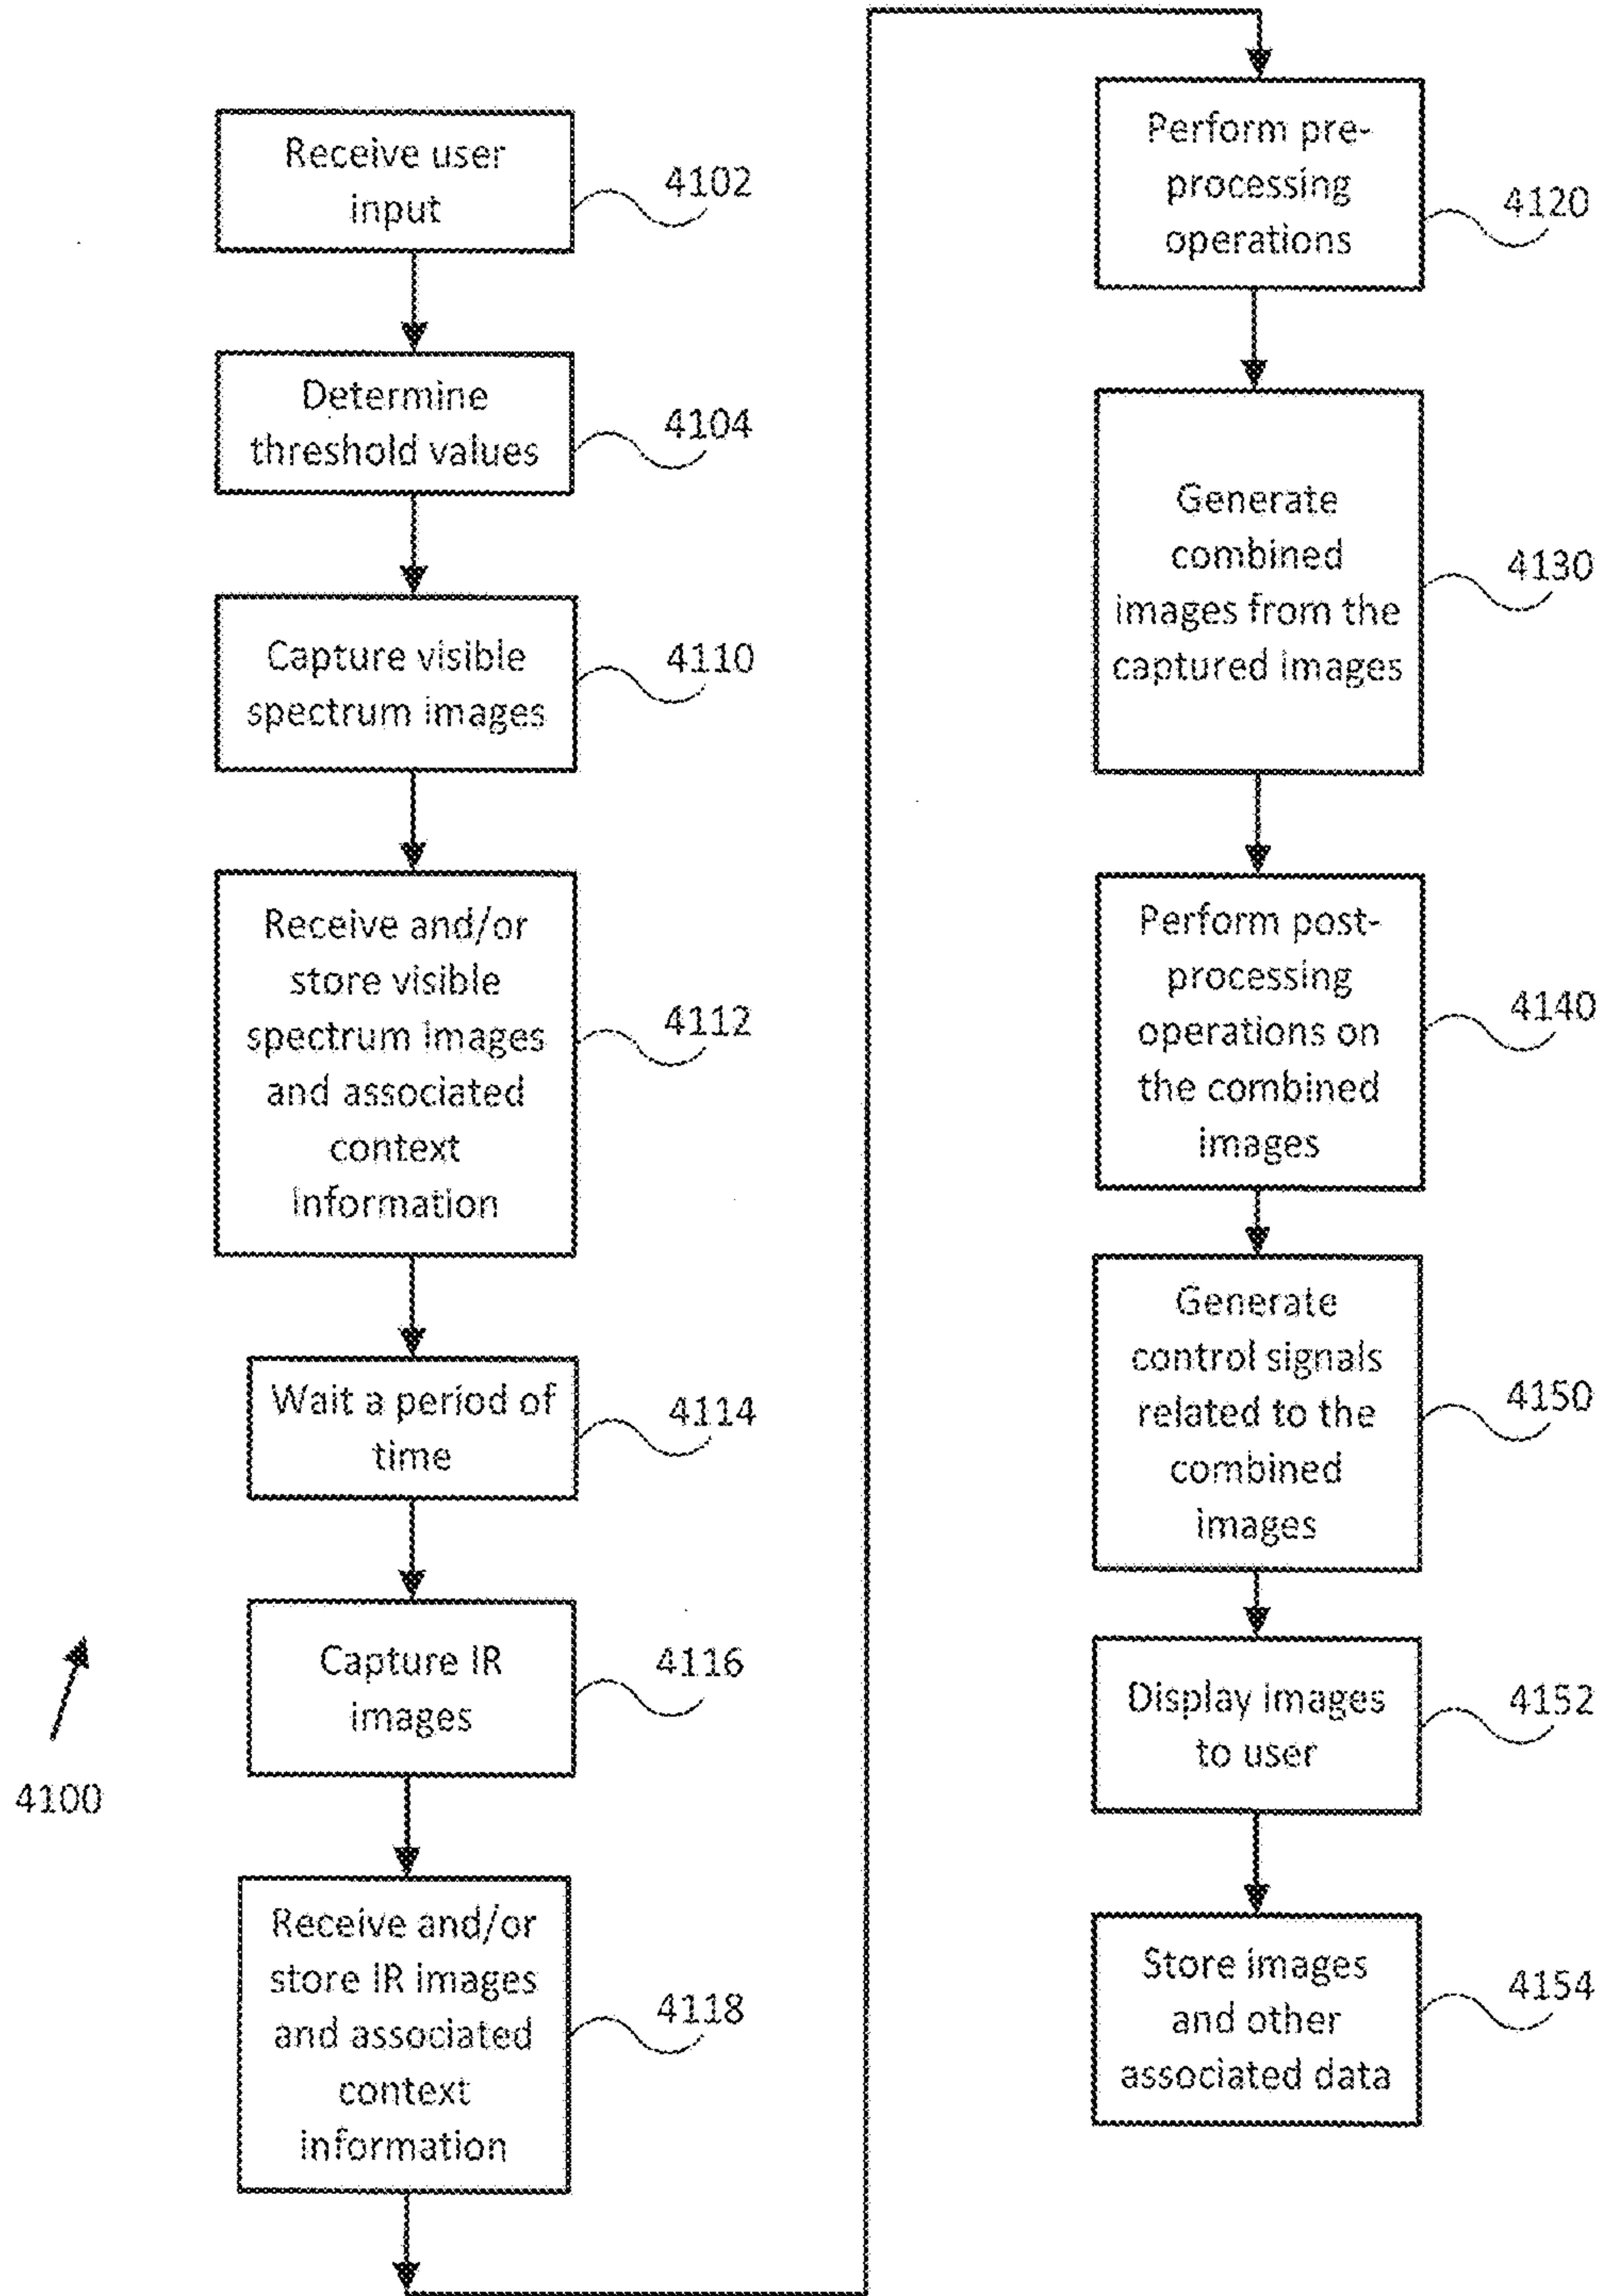 Receive user
input
4102
Determine
threshold values
4104
Capture visible
spectrum images
4110
Receive and/or
store visible
spectrum images
and associated
context
information
4112
Wait a period of
time
4114
Capture IR
images
4116
4100
Receive and/or
store IR images
and associated
context
information
4118
Perform pre-
processing
operations
4120
Generate
combined
images from the
captured images
4130
Perform post-
processing
operations on
the combined
images
4140
Generate
control signals
related to the
combined
images
4150
Display images
to user
4152
Store images
and other
associated data
4154